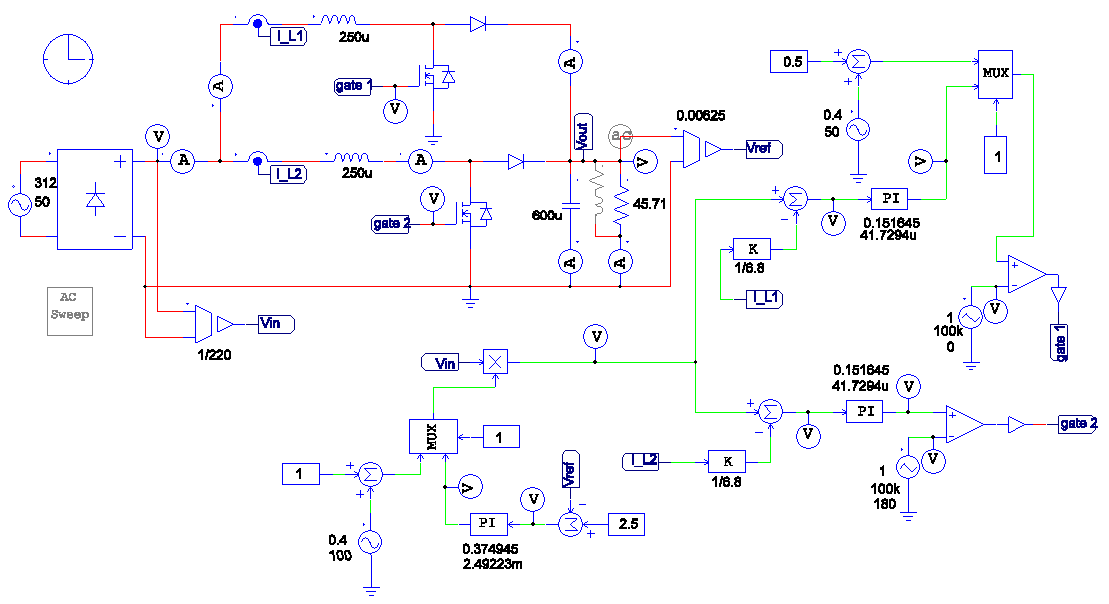 I_L1
250u
A
gate 1
V
A
0.5
0.4
50
MUX
1
312
50
V
A
I_L2
250u
A
gate 2
V
600u
A
Vout
ac
V
45.71
A
0.00625
Vref
V
PI
0.151645
41.7294u
V
K
1/6.8
I_L1
1
100k
0
V
gate 1
AC
Sweep
Vin
1/220
V
Vin
MUX
1
1
0.4
100
V
PI
0.374945
2.49223m
V
Vref
2.5
I_L2
K
1/6.8
V
0.151645
41.7294u
PI
V
1
100k
180
V
gate 2